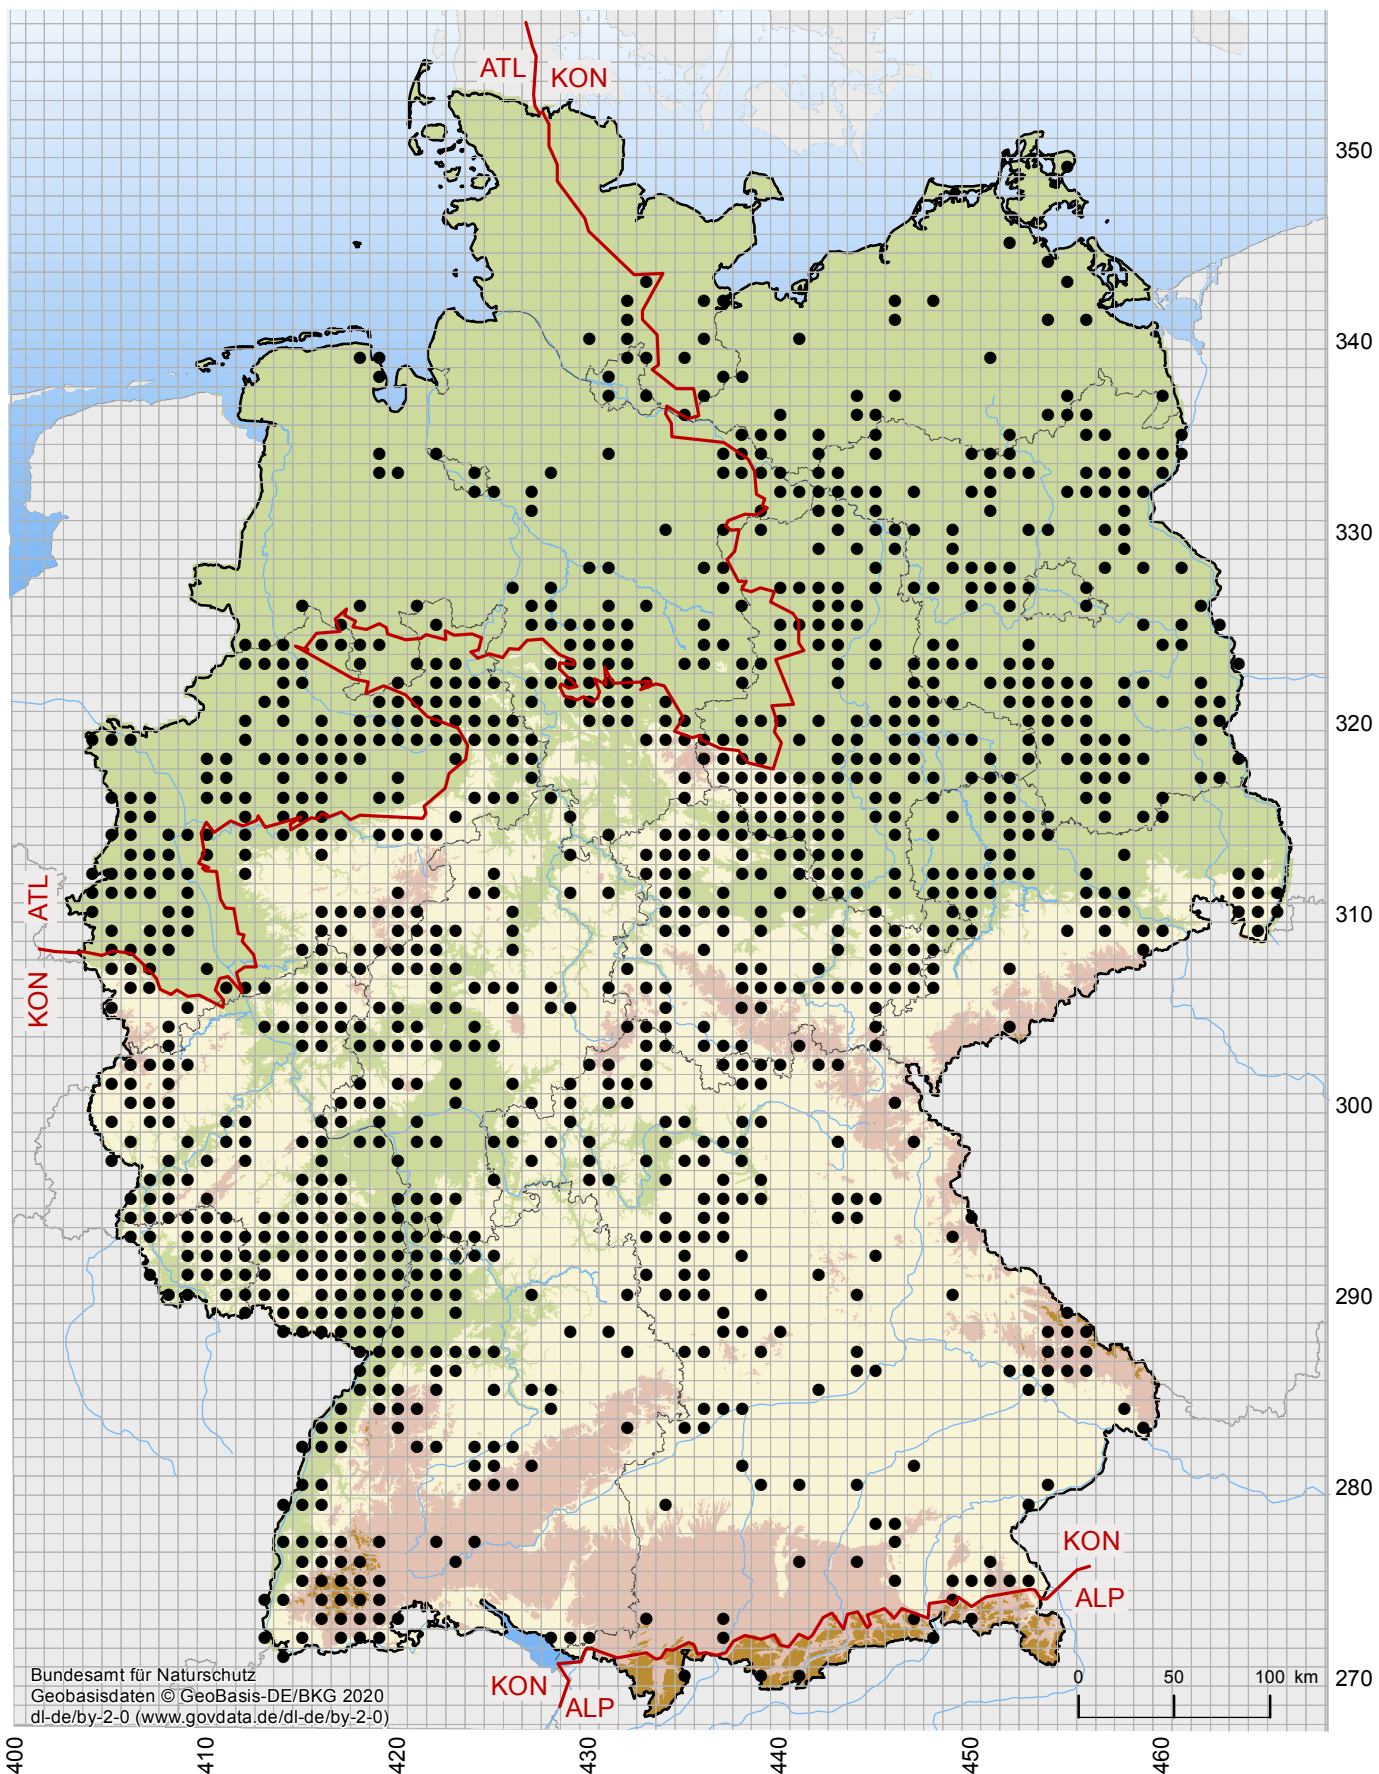 ATL
KON
350
340
330
320
ATL
KON
310
300
290
280
KON
ALP
KON
ALP
Bundesamt für Naturschutz
Geobasisdaten © GeoBasis-DE/BKG 2020
dl-de/by-2-0 (www.govdata.de/dl-de/by-2-0)
0 50 100 km
270
400 410 420 430 440 450 460